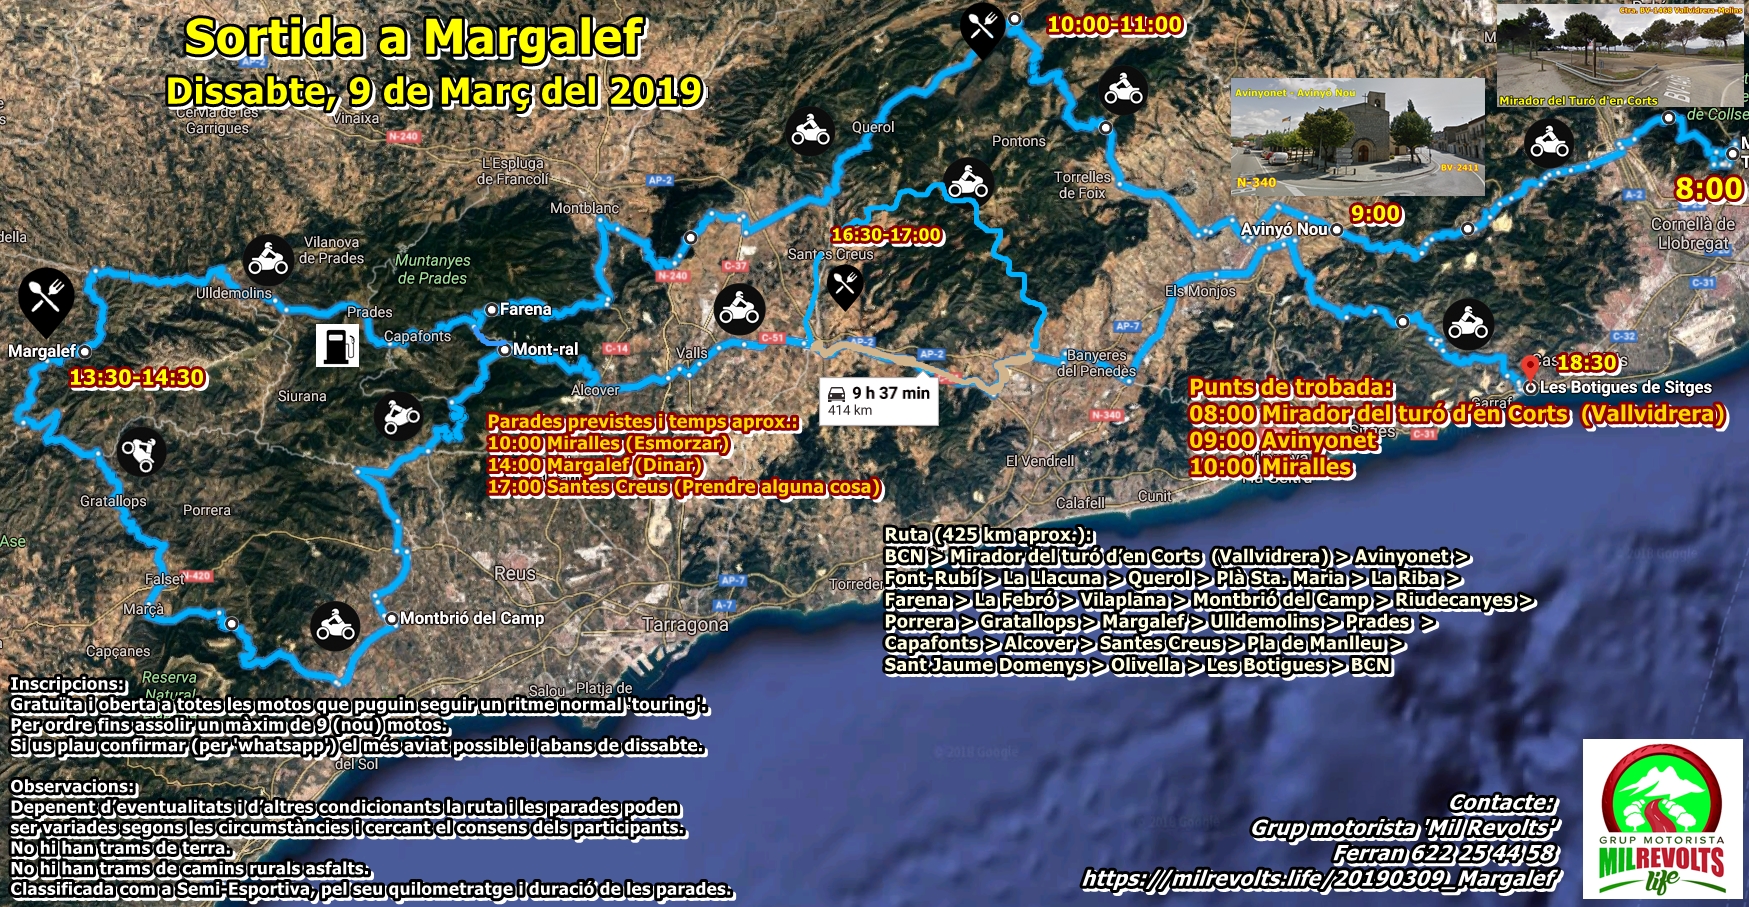 Sortida a Margalef
Dissabte, 9 de Març del 2019
10:00-11:00
Ctra. BV-1468 Vallvidrera-Molins
Mirador del Turó d'en Corts
Avinyonet - Avinyó Nou
BV-2411
N-340
8:00
9:00
AP-2
Cervià de les
Garrigues
Vinaixa
N-240
L'Espluga
de Francolí
AP-2
Montblanc
Querol
Pontons
Torrelles
de Foix
de Collse
A-2
Cornellà de
Llobregat
C-31
C-32
Avinyó Nou
16:30-17:00
Santes Creus
Vilanova
de Prades
Muntanyes
de Prades
N-240
C-37
Ulldemolins
Prades
Capafonts
Farena
Mont-ral
C-14
Valls
C-51
AP-2
AP-2
Els Monjos
AP-7
Banyeres
del Penedès
Margalef
13:30-14:30
Siurana
Alcover
9 h 37 min
414 km
18:30
Les Botigues de Sitges
Garraf
Sitges
C-31
N-340
Punts de trobada:
08:00 Mirador del turó d'en Corts (Vallvidrera)
09:00 Avinyonet
10:00 Miralles
Parades previstes i temps aprox.:
10:00 Miralles (Esmorzar)
14:00 Margalef (Dinar)
17:00 Santes Creus (Prendre alguna cosa)
El Vendrell
Calafell
Cunit
Gratallops
Porrera
Falset
N-420
Marçà
Capçanes
Reserva
Natural
Reus
Montbrió del Camp
Tarragona
AP-7
A-7
Salou
Platja de
del Sol
Ruta (425 km aprox.):
BCN > Mirador del turó d'en Corts (Vallvidrera) > Avinyonet >
Font-Rubí > La Llacuna > Querol > Plà Sta. Maria > La Riba >
Farena > La Febró > Vilaplana > Montbrió del Camp > Riudecanyes >
Porrera > Gratallops > Margalef > Ulldemolins > Prades >
Capafonts > Alcover > Santes Creus > Pla de Manlleu >
Sant Jaume Domenys > Olivella > Les Botigues > BCN
Inscripcions:
Gratuïta i oberta a totes les motos que puguin seguir un ritme normal 'touring'.
Per ordre fins assolir un màxim de 9 (nou) motos.
Si us plau confirmar (per 'whatsapp') el més aviat possible i abans de dissabte.
Observacions:
Depenent d'eventualitats i d'altres condicionants la ruta i les parades poden
ser variades segons les circumstàncies i cercant el consens dels participants.
No hi han trams de terra.
No hi han trams de camins rurals asfalts.
Classificada com a Semi-Esportiva, pel seu quilometratge i duració de les parades.
Contacte:
Grup motorista 'Mil Revolts'
Ferran 622 25 44 58
https://milrevolts.life/20190309_Margalef
GRUP MOTORISTA
MILREVOLTS
life